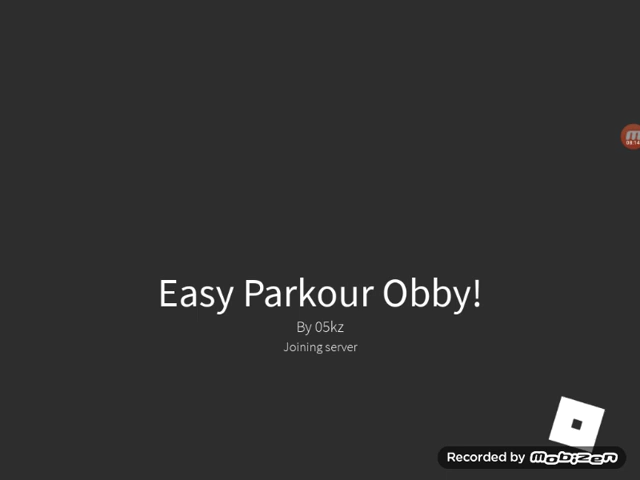 Easy Parkour Obby!
By 05kz
Joining server
Recorded by Mobizen